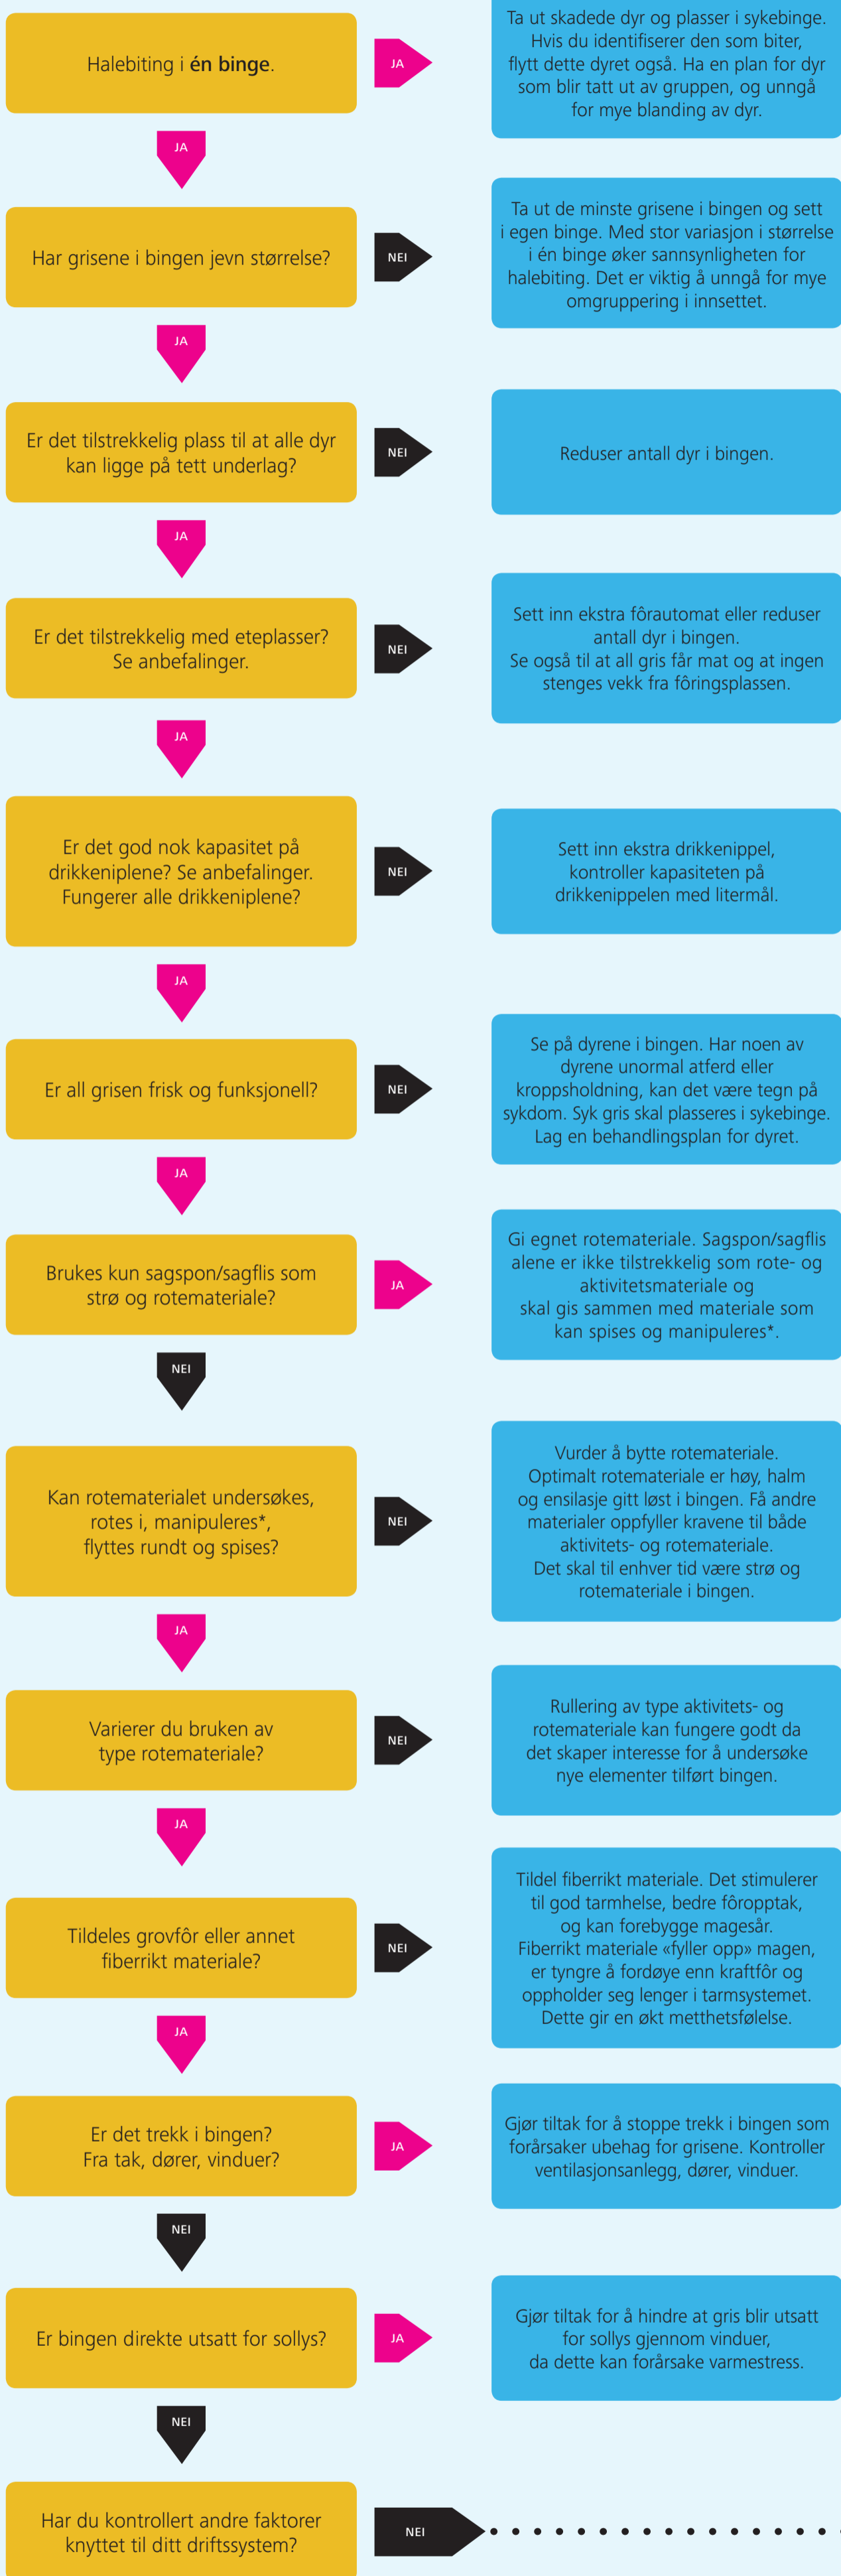 Halebiting i én binge.
JA
Ta ut skadede dyr og plasser i sykebinge.
Hvis du identifiserer den som biter,
flytt dette dyret også. Ha en plan for dyr
som blir tatt ut av gruppen, og unngå
for mye blanding av dyr.
JA
Har grisene i bingen jevn størrelse?
NEI
Ta ut de minste grisene i bingen og sett
i egen binge. Med stor variasjon i størrelse
i én binge øker sannsynligheten for
halebiting. Det er viktig å unngå for mye
omgruppering i innsettet.
JA
Er det tilstrekkelig plass til at alle dyr
kan ligge på tett underlag?
NEI
Reduser antall dyr i bingen.
JA
Er det tilstrekkelig med eteplasser?
Se anbefalinger.
NEI
Sett inn ekstra fôrautomat eller reduser
antall dyr i bingen.
Se også til at all gris får mat og at ingen
stenges vekk fra fôringsplassen.
JA
Er det god nok kapasitet på
drikkeniplene? Se anbefalinger.
Fungerer alle drikkeniplene?
NEI
Sett inn ekstra drikkenippel,
kontroller kapasiteten på
drikkenippelen med litermål.
JA
Er all grisen frisk og funksjonell?
NEI
Se på dyrene i bingen. Har noen av
dyrene unormal atferd eller
kroppsholdning, kan det være tegn på
sykdom. Syk gris skal plasseres i sykebinge.
Lag en behandlingsplan for dyret.
JA
Brukes kun sagspon/sagflis som
strø og rotemateriale?
JA
Gi egnet rotemateriale. Sagspon/sagflis
alene er ikke tilstrekkelig som rote- og
aktivitetsmateriale og
skal gis sammen med materiale som
kan spises og manipuleres*.
NEI
Kan rotematerialet undersøkes,
rotes i, manipuleres*,
flyttes rundt og spises?
NEI
Vurder å bytte rotemateriale.
Optimalt rotemateriale er høy, halm
og ensilasje gitt løst i bingen. Få andre
materialer oppfyller kravene til både
aktivitets- og rotemateriale.
Det skal til enhver tid være strø og
rotemateriale i bingen.
JA
Varierer du bruken av
type rotemateriale?
NEI
Rullering av type aktivitets- og
rotemateriale kan fungere godt da
det skaper interesse for å undersøke
nye elementer tilført bingen.
JA
Tildeles grovfôr eller annet
fiberrikt materiale?
NEI
Tildel fiberrikt materiale. Det stimulerer
til god tarmhelse, bedre fôropptak,
og kan forebygge magesår.
Fiberrikt materiale «fyller opp» magen,
er tyngre å fordøye enn kraftfôr og
oppholder seg lenger i tarmsystemet.
Dette gir en økt metthetsfølelse.
JA
Er det trekk i bingen?
Fra tak, dører, vinduer?
JA
Gjør tiltak for å stoppe trekk i bingen som
forårsaker ubehag for grisene. Kontroller
ventilasjonsanlegg, dører, vinduer.
NEI
Er bingen direkte utsatt for sollys?
JA
Gjør tiltak for å hindre at gris blir utsatt
for sollys gjennom vinduer,
da dette kan forårsake varmestress.
NEI
Har du kontrollert andre faktorer
knyttet til ditt driftssystem?
NEI